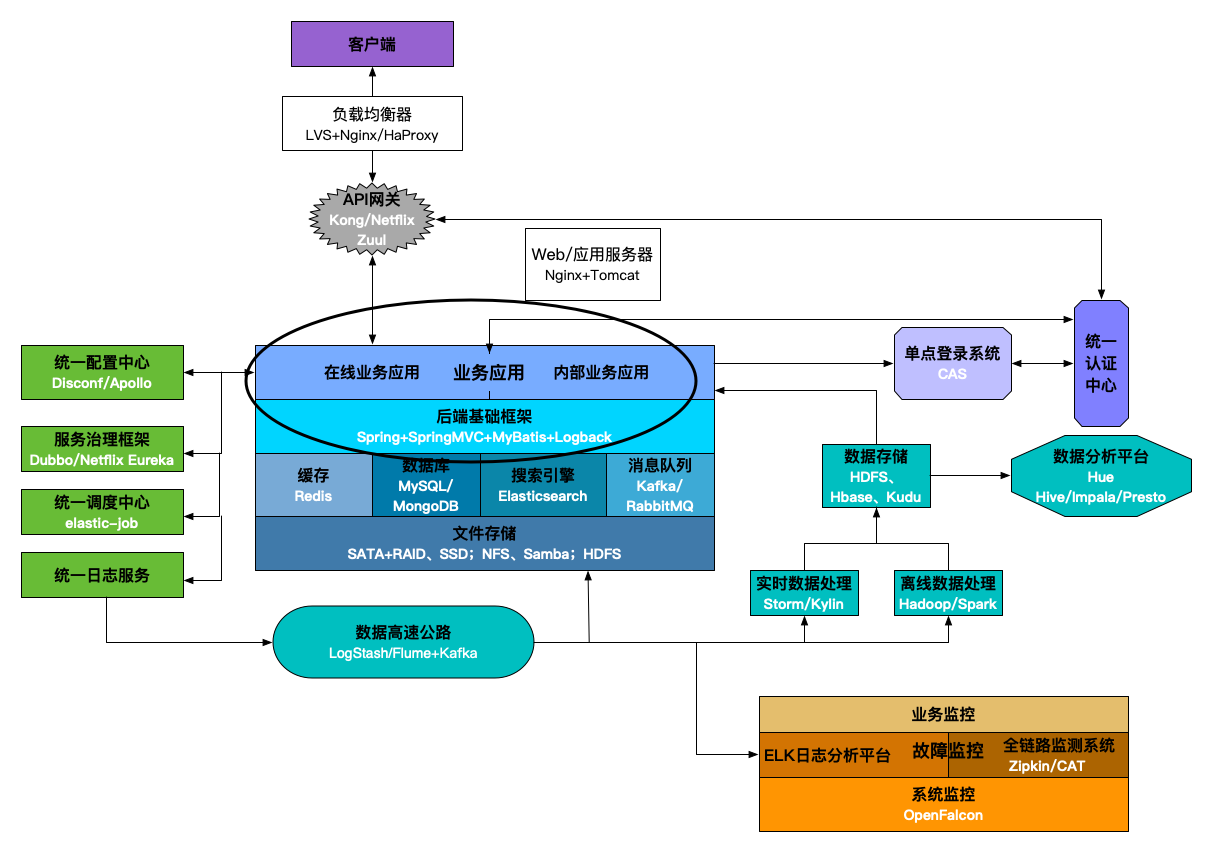 客户端
负载均衡器
LVS+Nginx/HaProxy
API网关
Kong/Netflix
Zuul
Web/应用服务器
Nginx+Tomcat
统一配置中心
Disconf/Apollo
服务治理框架
Dubbo/Netflix Eureka
统一调度中心
elastic-job
统一日志服务
在线业务应用
业务应用
内部业务应用
后端基础框架
Spring+SpringMVC+MyBatis+Logback
缓存
Redis
数据库
MySQL/
MongoDB
搜索引擎
Elasticsearch
消息队列
Kafka/
RabbitMQ
文件存储
SATA+RAID、SSD；NFS、Samba；HDFS
单点登录系统
CAS
统一
认证
中心
数据存储
HDFS、
Hbase、Kudu
数据分析平台
Hue
Hive/Impala/Presto
实时数据处理
Storm/Kylin
离线数据处理
Hadoop/Spark
数据高速公路
LogStash/Flume+Kafka
业务监控
ELK日志分析平台
故障监控
全链路监测系统
Zipkin/CAT
系统监控
OpenFalcon